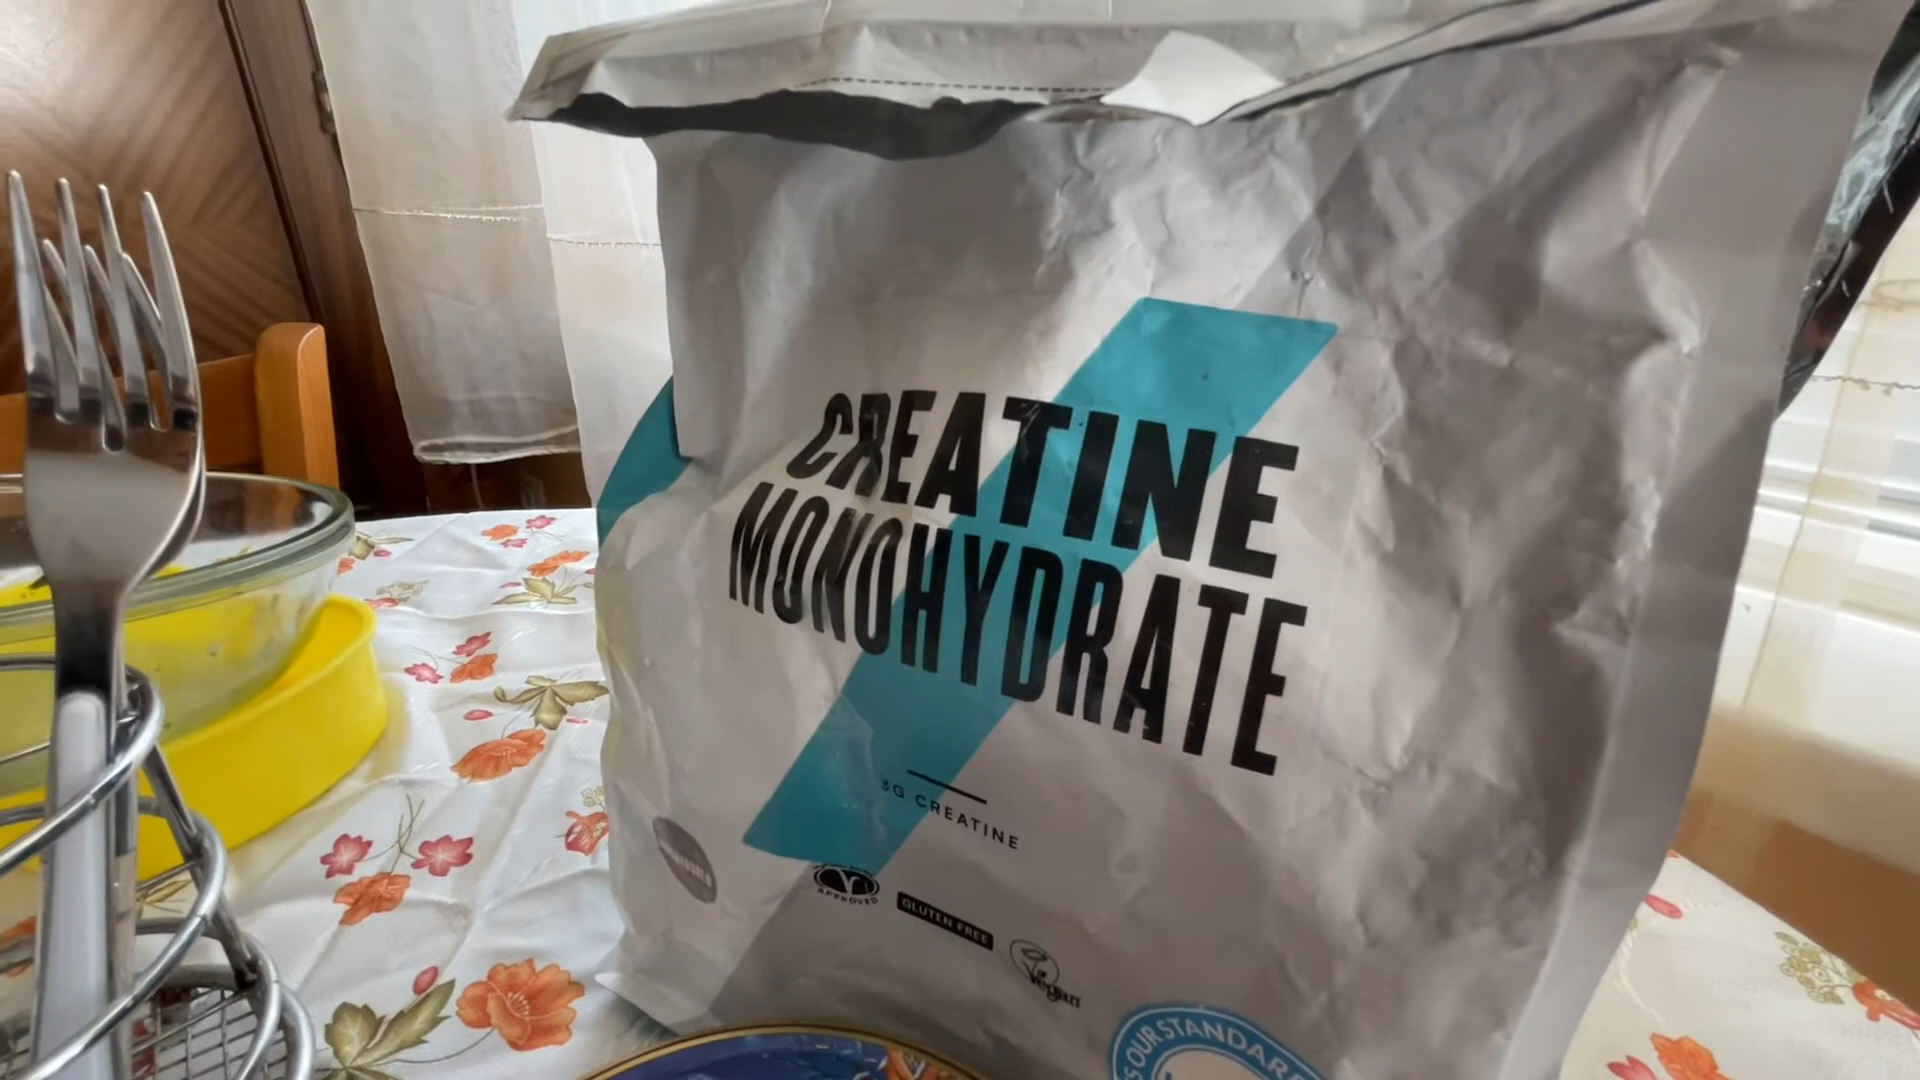 CREATINE
MONOHYDRATE
3G CREATINE
APPROVED
GLUTEN FREE
Vegan
OUR STANDARD